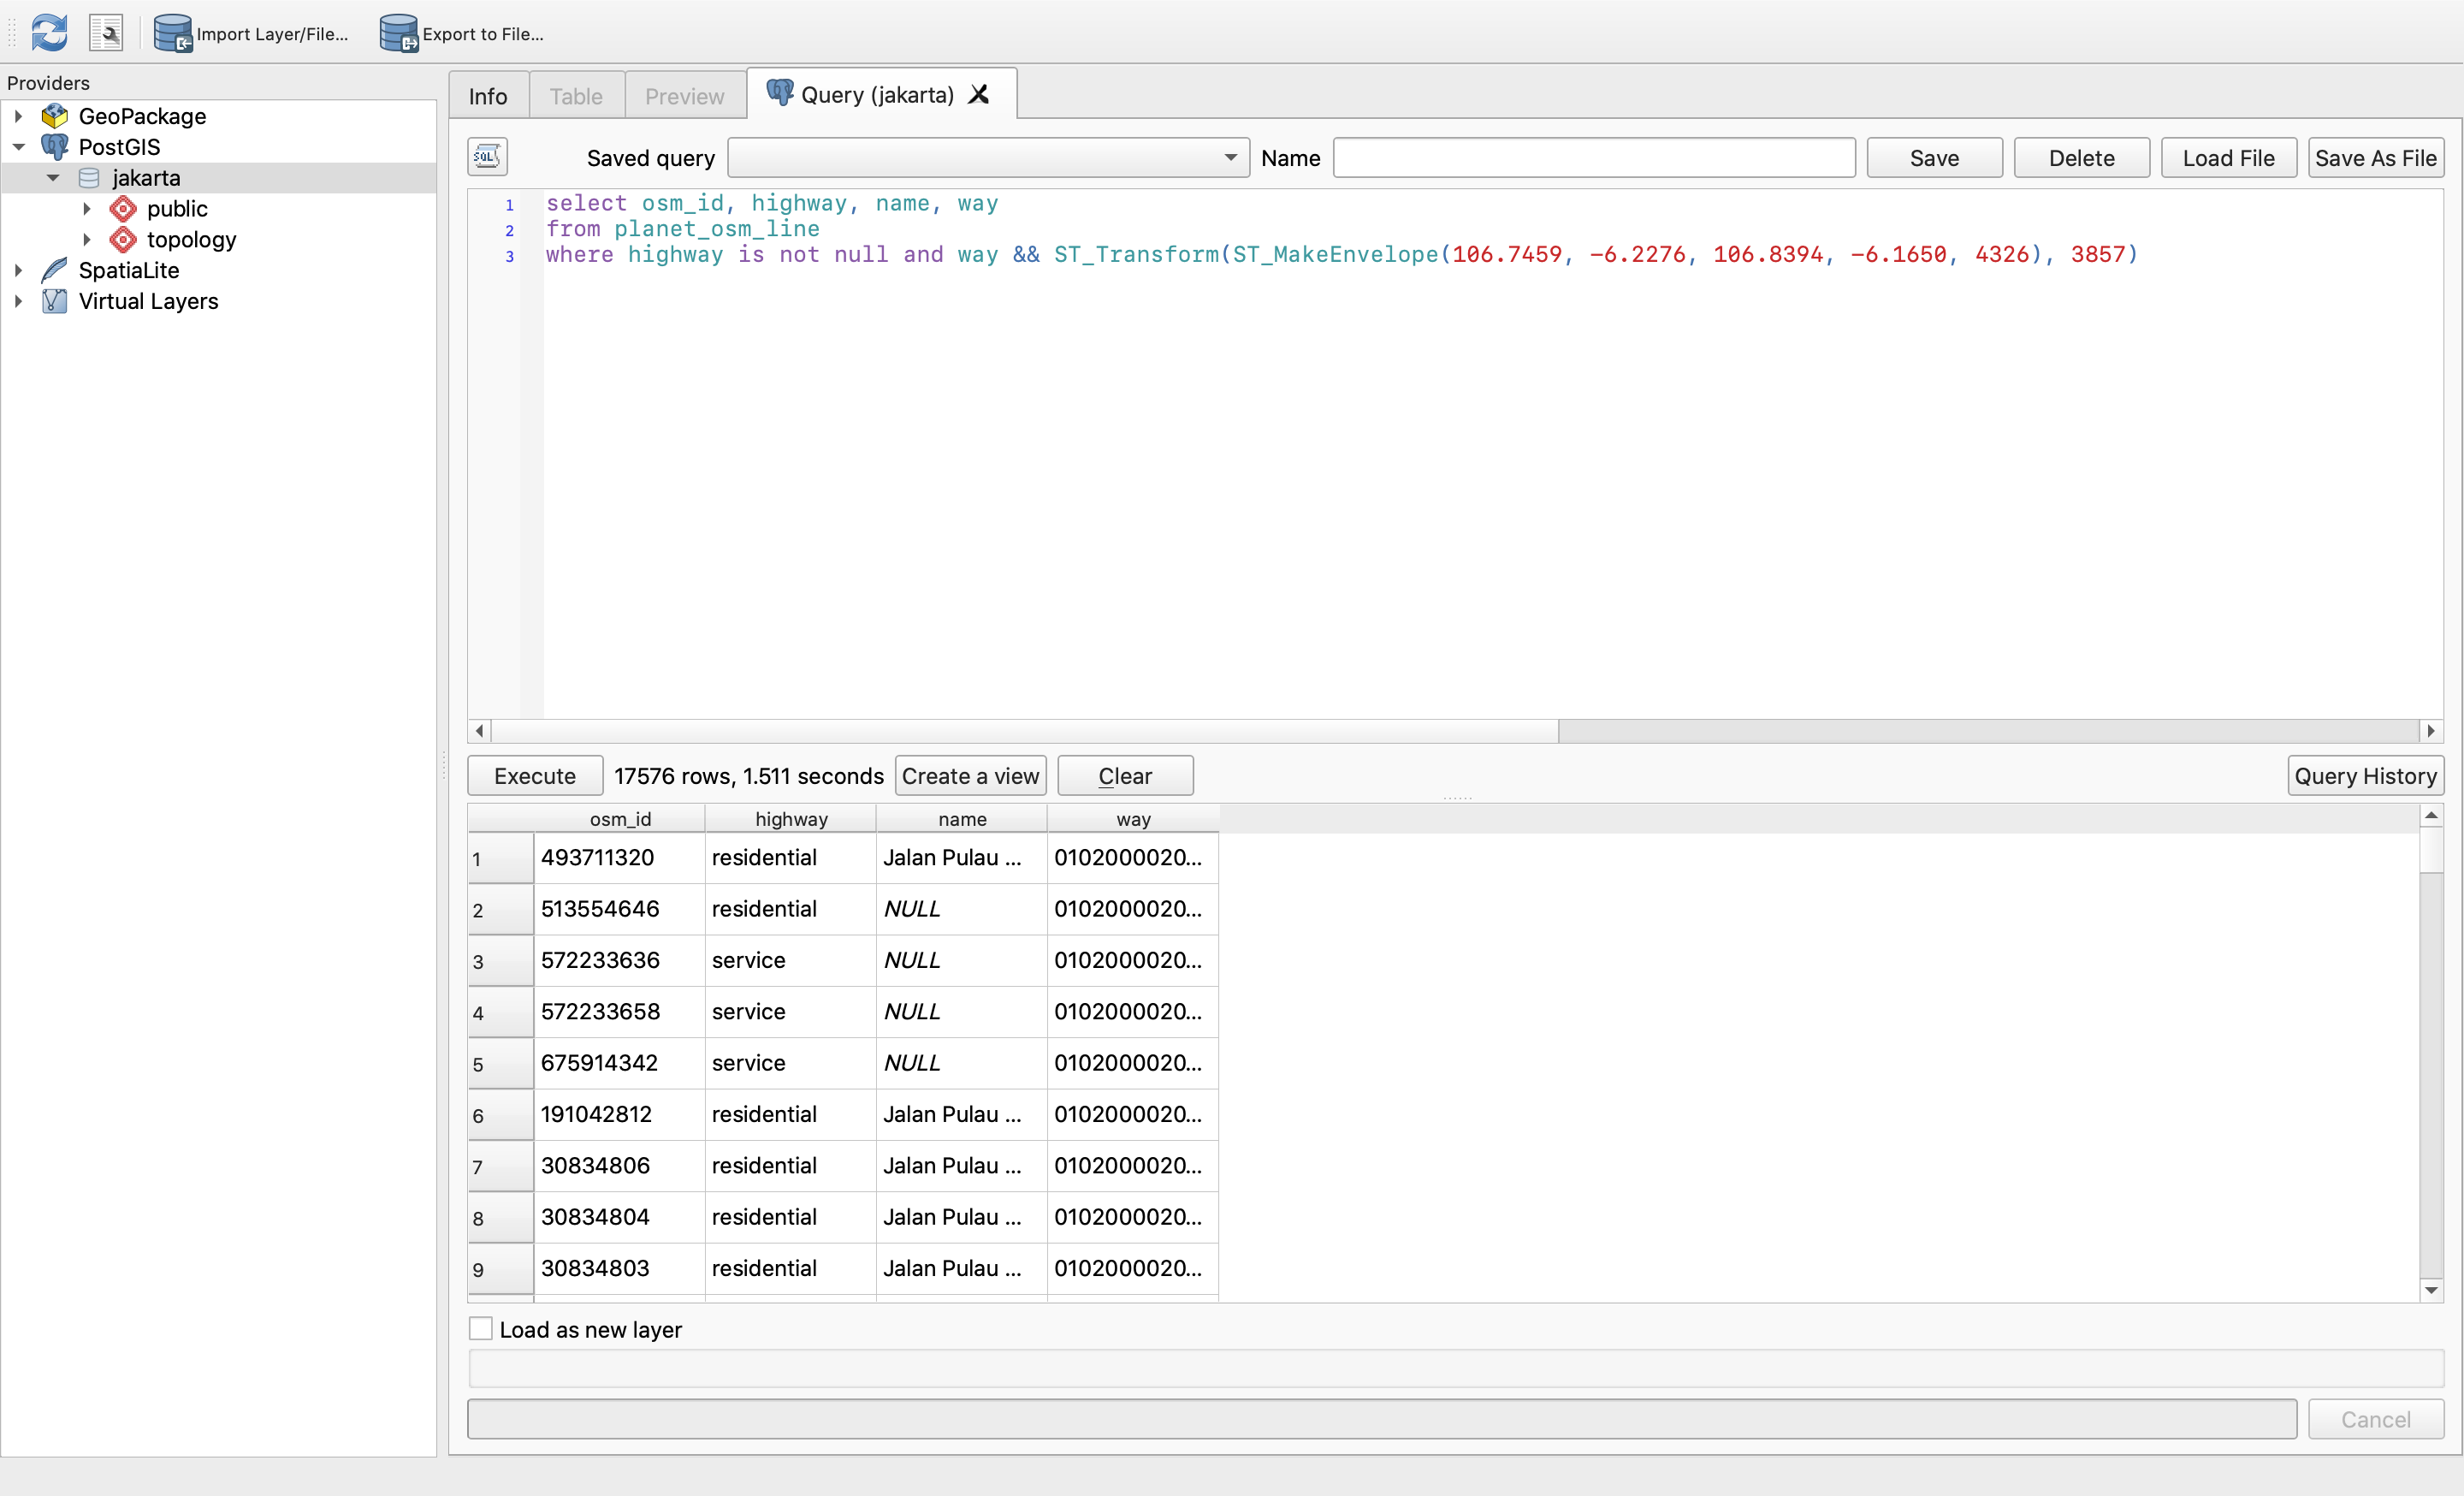 Import Layer/File... Export to File...
Providers
GeoPackage
PostGIS
jakarta
public
topology
SpatiaLite
Virtual Layers
Info Table Preview Query (jakarta)
SQL Saved query Name Save Delete Load File Save As File
1 select osm_id, highway, name, way
2 from planet_osm_line
3 where highway is not null and way && ST_Transform(ST_MakeEnvelope(106.7459, -6.2276, 106.8394, -6.1650, 4326), 3857)
Execute 17576 rows, 1.511 seconds Create a view Clear Query History
osm_id highway name way
1 493711320 residential Jalan Pulau ... 0102000020...
2 513554646 residential NULL 0102000020...
3 572233636 service NULL 0102000020...
4 572233658 service NULL 0102000020...
5 675914342 service NULL 0102000020...
6 191042812 residential Jalan Pulau ... 0102000020...
7 30834806 residential Jalan Pulau ... 0102000020...
8 30834804 residential Jalan Pulau ... 0102000020...
9 30834803 residential Jalan Pulau ... 0102000020...
Load as new layer
Cancel